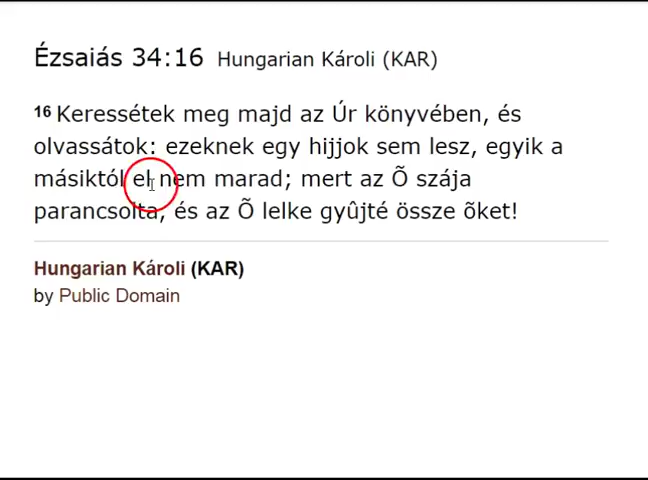 Ézsaiás 34:16 Hungarian Károli (KAR)
16 Keressétek meg majd az Úr könyvében, és
olvassátok: ezeknek egy hijjok sem lesz, egyik a
másiktól el nem marad; mert az Õ szája
parancsolta, és az Õ lelke gyûjté össze õket!
Hungarian Károli (KAR)
by Public Domain